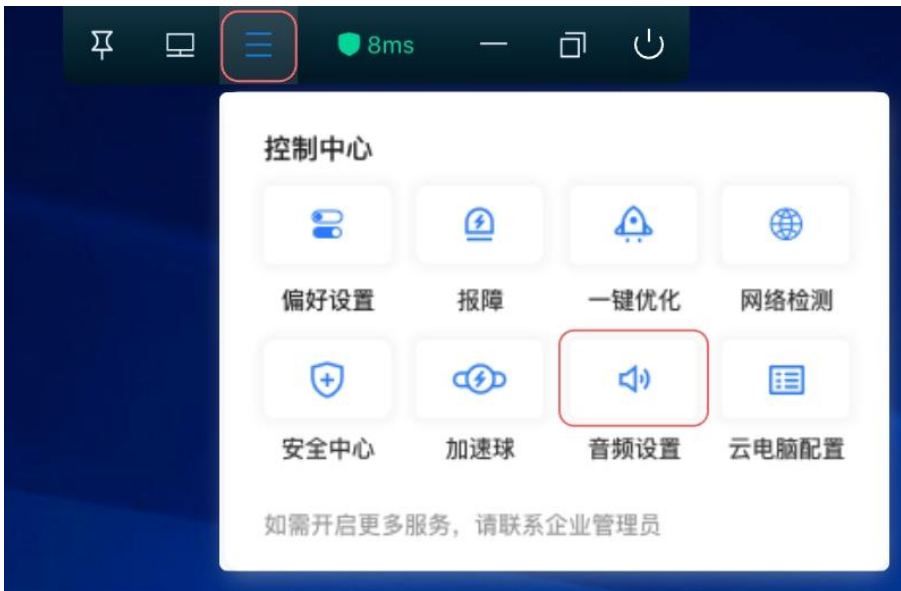 8ms
控制中心
偏好设置 报障 一键优化 网络检测
安全中心 加速球 音频设置 云电脑配置
如需开启更多服务，请联系企业管理员